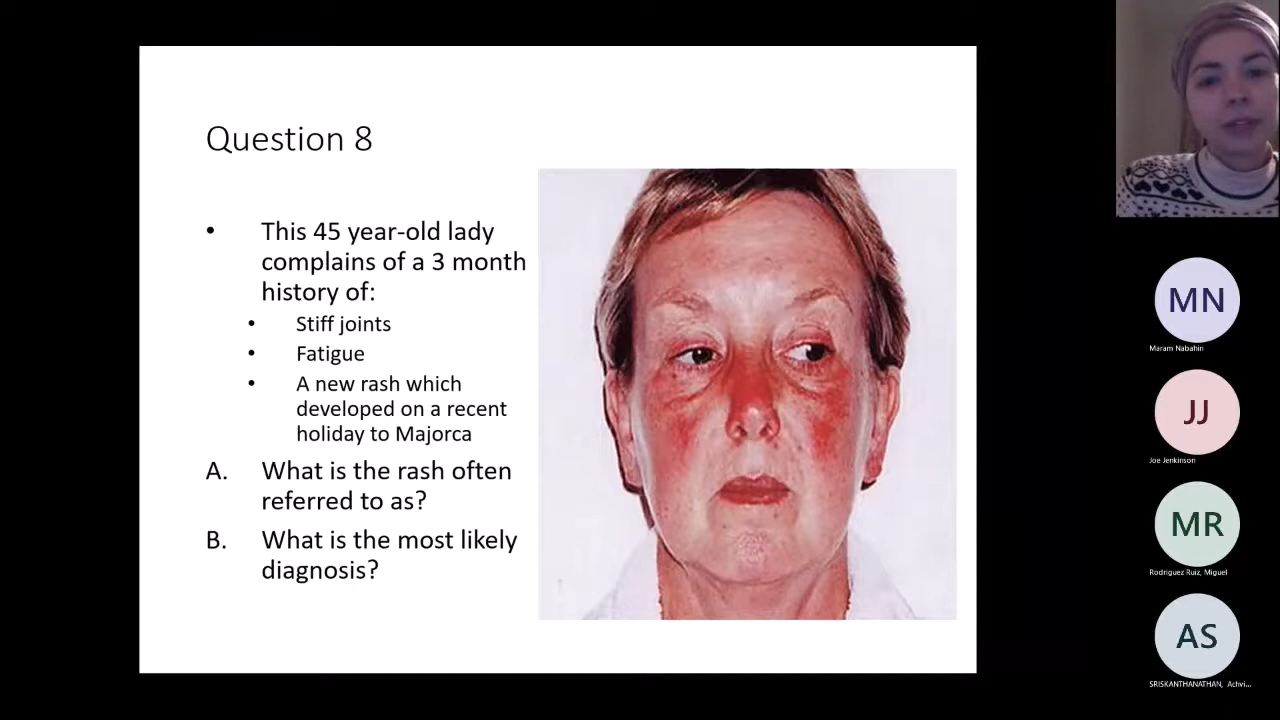 Question 8
• This 45 year-old lady
complains of a 3 month
history of:
• Stiff joints
• Fatigue
• A new rash which
developed on a recent
holiday to Majorca
A. What is the rash often
referred to as?
B. What is the most likely
diagnosis?
MN
Maram Nabahin
JJ
Joe Jenkinson
MR
Rodriguez Ruiz, Miguel
AS
SRISKANTHANATHAN, Achvi...